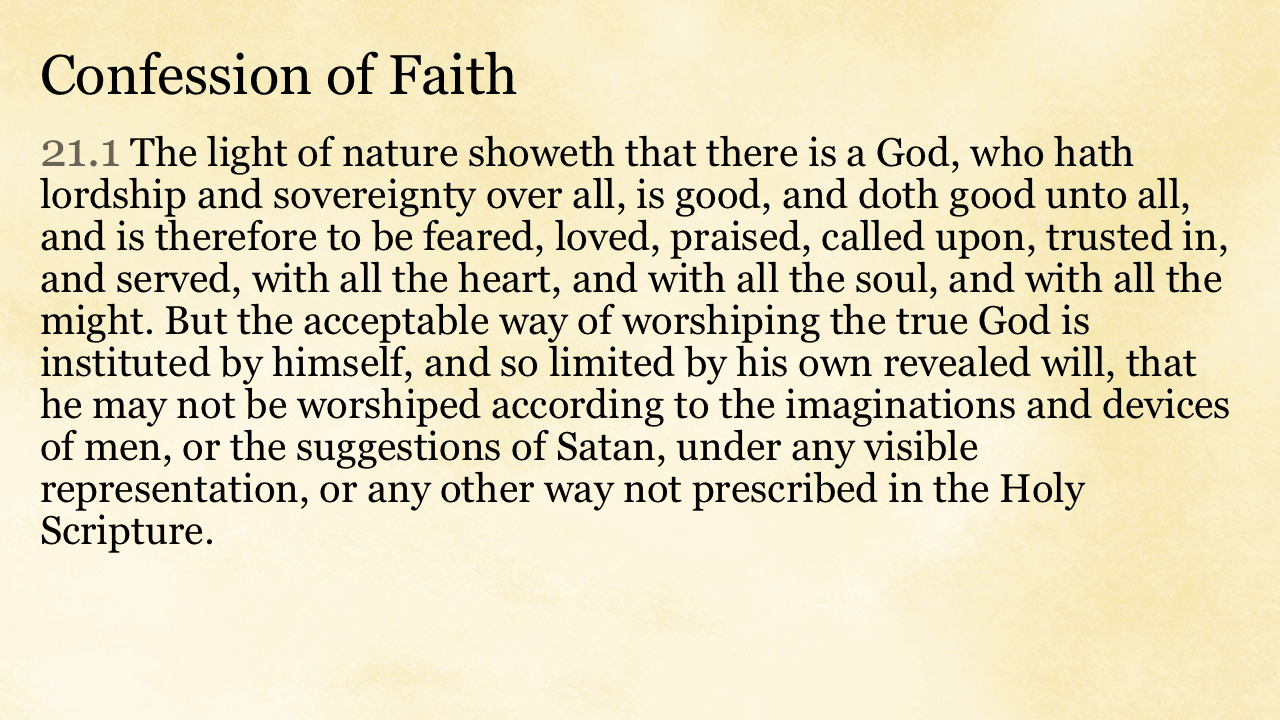 Confession of Faith
21.1 The light of nature showeth that there is a God, who hath
lordship and sovereignty over all, is good, and doth good unto all,
and is therefore to be feared, loved, praised, called upon, trusted in,
and served, with all the heart, and with all the soul, and with all the
might. But the acceptable way of worshiping the true God is
instituted by himself, and so limited by his own revealed will, that
he may not be worshiped according to the imaginations and devices
of men, or the suggestions of Satan, under any visible
representation, or any other way not prescribed in the Holy
Scripture.